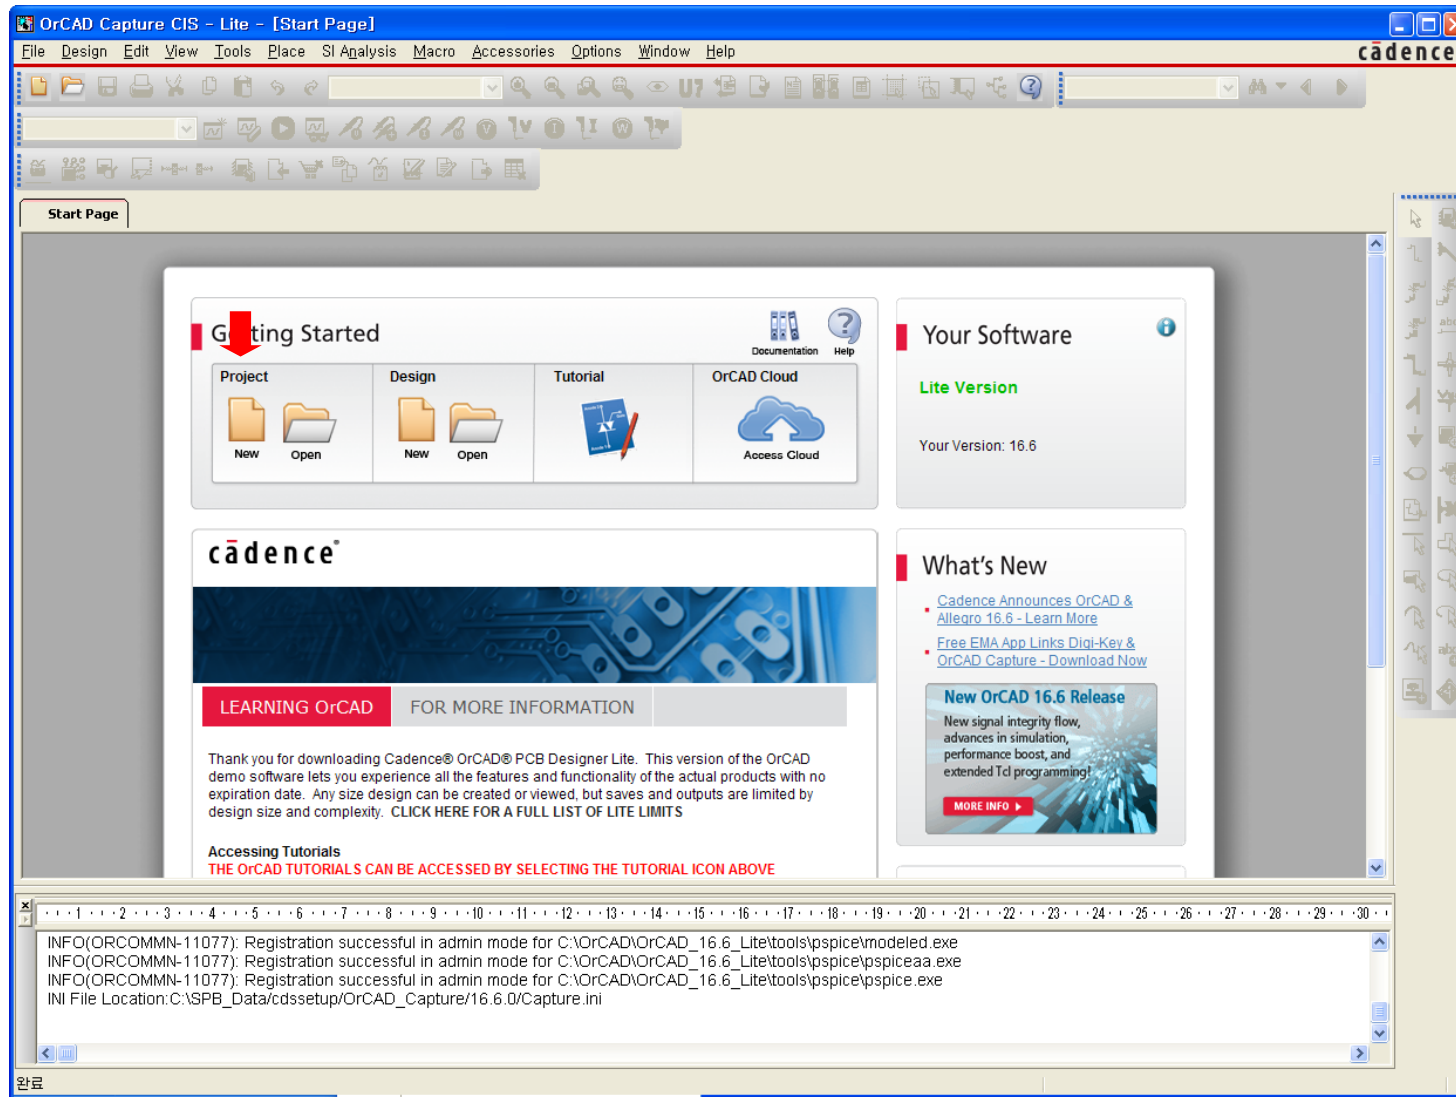 OrCAD Capture CIS - Lite - [Start Page]
File Design Edit View Tools Place SI Analysis Macro Accessories Options Window Help
cādence
U?
V V I I W
Start Page
Getting Started
Documentation Help
Project Design Tutorial OrCAD Cloud
New Open New Open Access Cloud
Your Software
Lite Version
Your Version: 16.6
cādence
LEARNING OrCAD FOR MORE INFORMATION
Thank you for downloading Cadence® OrCAD® PCB Designer Lite. This version of the OrCAD
demo software lets you experience all the features and functionality of the actual products with no
expiration date. Any size design can be created or viewed, but saves and outputs are limited by
design size and complexity. CLICK HERE FOR A FULL LIST OF LITE LIMITS
Accessing Tutorials
THE OrCAD TUTORIALS CAN BE ACCESSED BY SELECTING THE TUTORIAL ICON ABOVE
What's New
Cadence Announces OrCAD &
Allegro 16.6 - Learn More
Free EMA App Links Digi-Key &
OrCAD Capture - Download Now
New OrCAD 16.6 Release
New signal integrity flow,
advances in simulation,
performance boost, and
extended Tcl programming!
MORE INFO
1 2 3 4 5 6 7 8 9 10 11 12 13 14 15 16 17 18 19 20 21 22 23 24 25 26 27 28 29 30
INFO(ORCOMMN-11077): Registration successful in admin mode for C:\OrCAD\OrCAD_16.6_Lite\tools\pspice\modeled.exe
INFO(ORCOMMN-11077): Registration successful in admin mode for C:\OrCAD\OrCAD_16.6_Lite\tools\pspice\pspiceaa.exe
INFO(ORCOMMN-11077): Registration successful in admin mode for C:\OrCAD\OrCAD_16.6_Lite\tools\pspice\pspice.exe
INI File Location:C:\SPB_Data/cdssetup/OrCAD_Capture/16.6.0/Capture.ini
완료